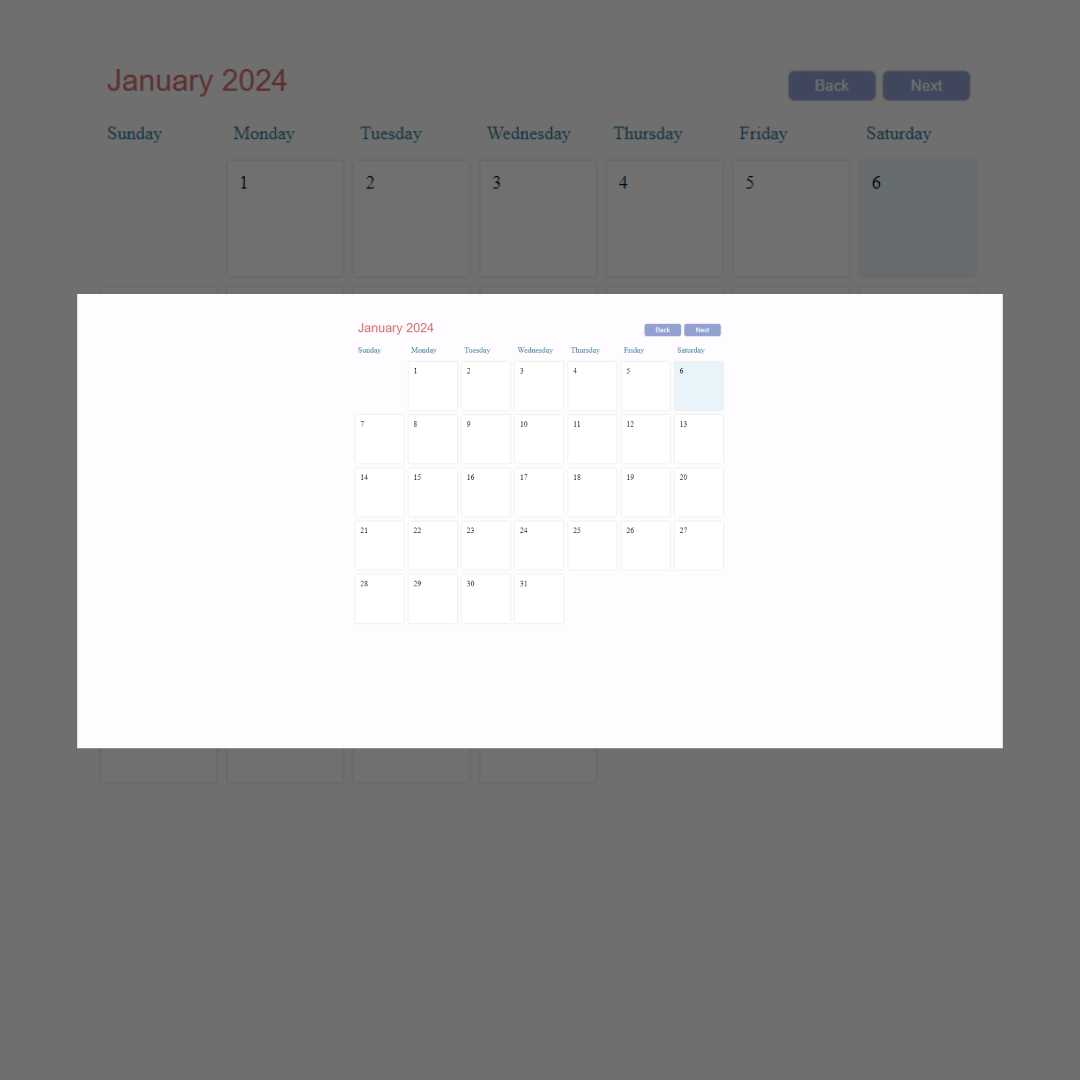 January 2024
Back Next
Sunday Monday Tuesday Wednesday Thursday Friday Saturday
1 2 3 4 5 6
January 2024
Back Next
Sunday Monday Tuesday Wednesday Thursday Friday Saturday
1 2 3 4 5 6
7 8 9 10 11 12 13
14 15 16 17 18 19 20
21 22 23 24 25 26 27
28 29 30 31